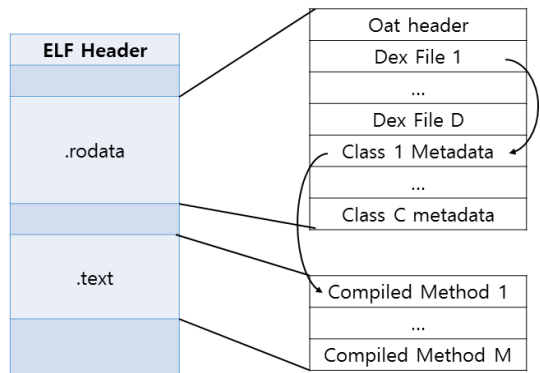 ELF Header
.rodata
.text
Oat header
Dex File 1
...
Dex File D
Class 1 Metadata
...
Class C metadata
Compiled Method 1
...
Compiled Method M